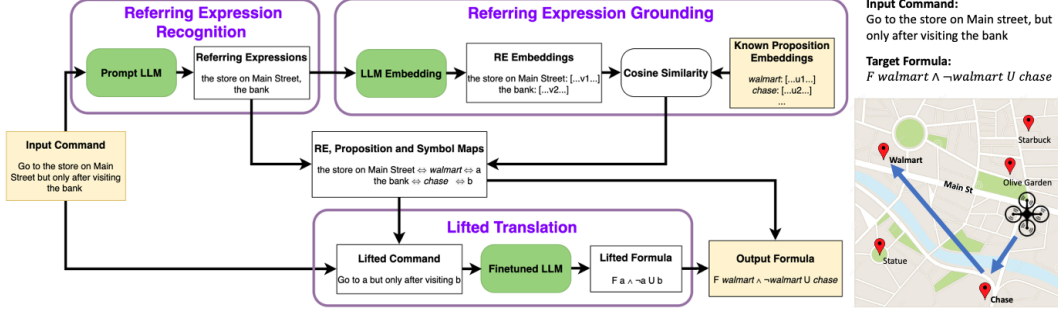 Referring Expression
Recognition
Prompt LLM
Referring Expressions
the store on Main Street,
the bank
Referring Expression Grounding
LLM Embedding
RE Embeddings
the store on Main Street: [...v1...]
the bank: [...v2...]
Cosine Similarity
Known Proposition
Embeddings
walmart: [...u1...]
chase: [...u2...]
...
Input Command
Go to the store on Main
Street but only after visiting
the bank
RE, Proposition and Symbol Maps
the store on Main Street ⇔ walmart ⇔ a
the bank ⇔ chase ⇔ b
Lifted Translation
Lifted Command
Go to a but only after visiting b
Finetuned LLM
Lifted Formula
F a ∧ ¬a U b
Output Formula
F walmart ∧ ¬walmart U chase
Input Command:
Go to the store on Main street, but
only after visiting the bank
Target Formula:
F walmart ∧ ¬walmart U chase
Starbuck
Walmart
Olive Garden
Main St
Statue
Chase